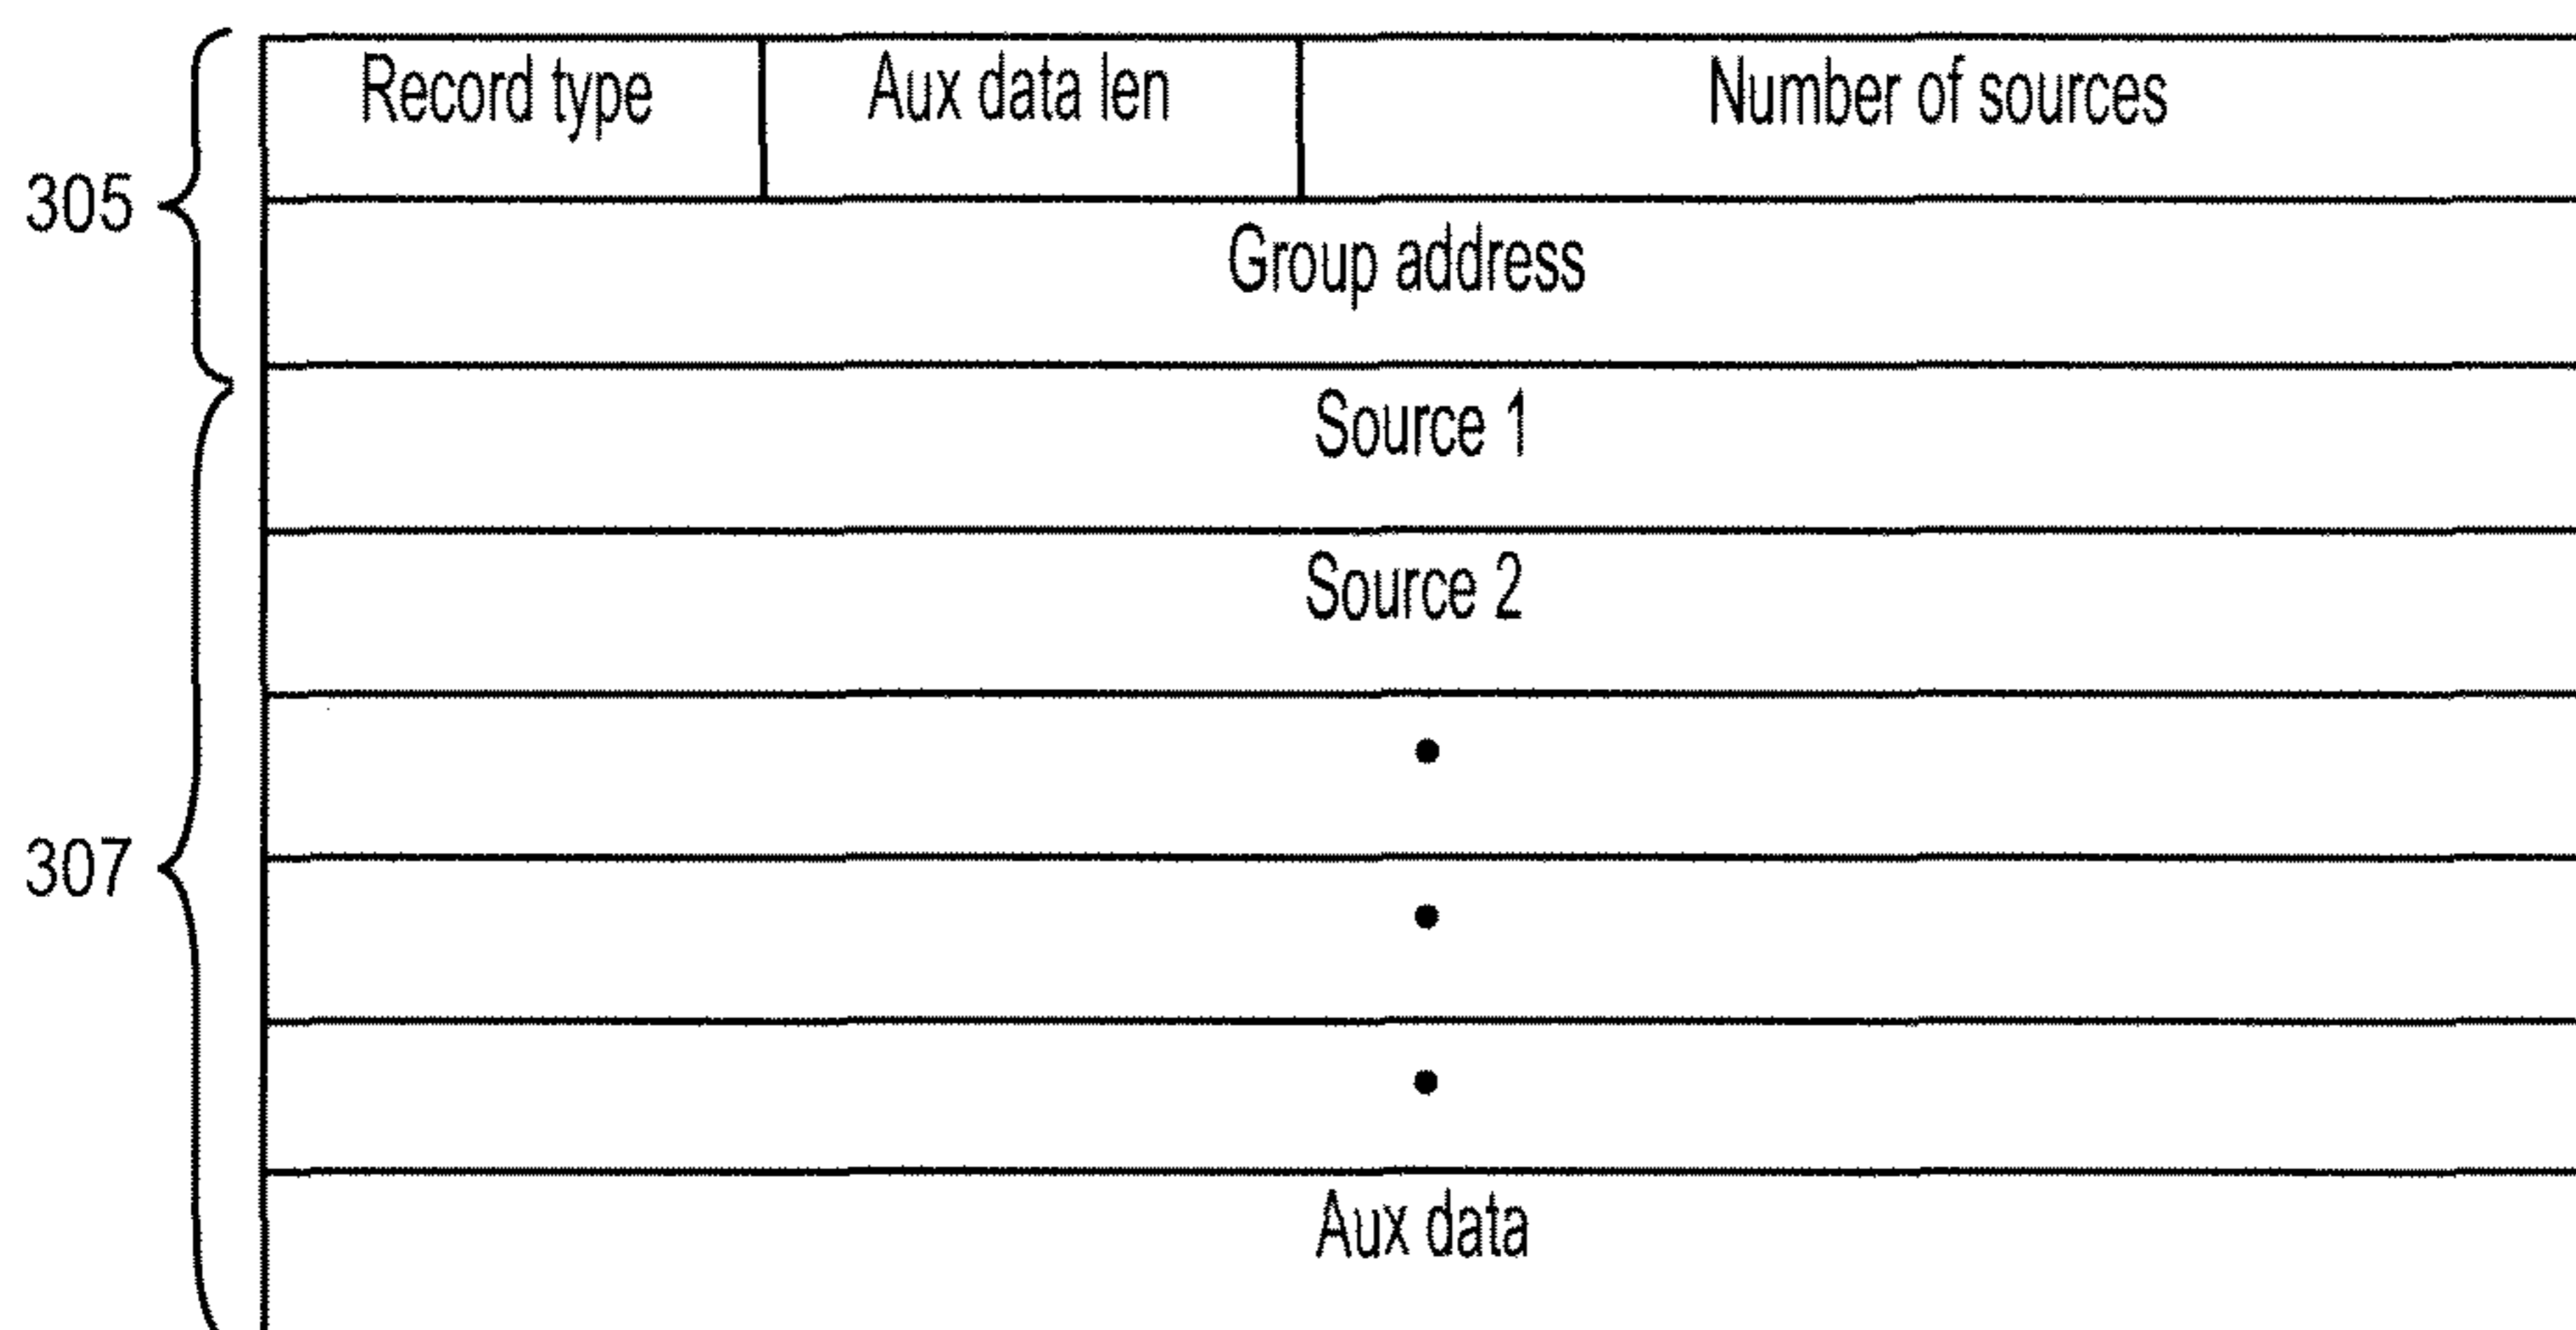 Record type Aux data len Number of sources
305
Group address
Source 1
Source 2
•
307
•
•
Aux data